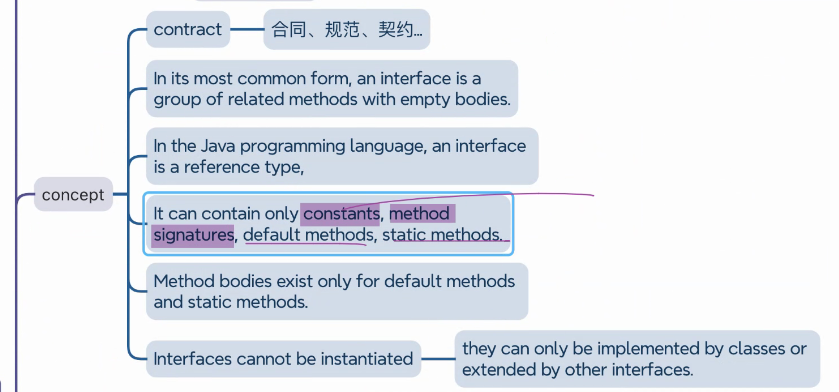 contract
合同、规范、契约...
In its most common form, an interface is a
group of related methods with empty bodies.
In the Java programming language, an interface
is a reference type,
concept
It can contain only constants, method
signatures, default methods, static methods.
Method bodies exist only for default methods
and static methods.
Interfaces cannot be instantiated
they can only be implemented by classes or
extended by other interfaces.